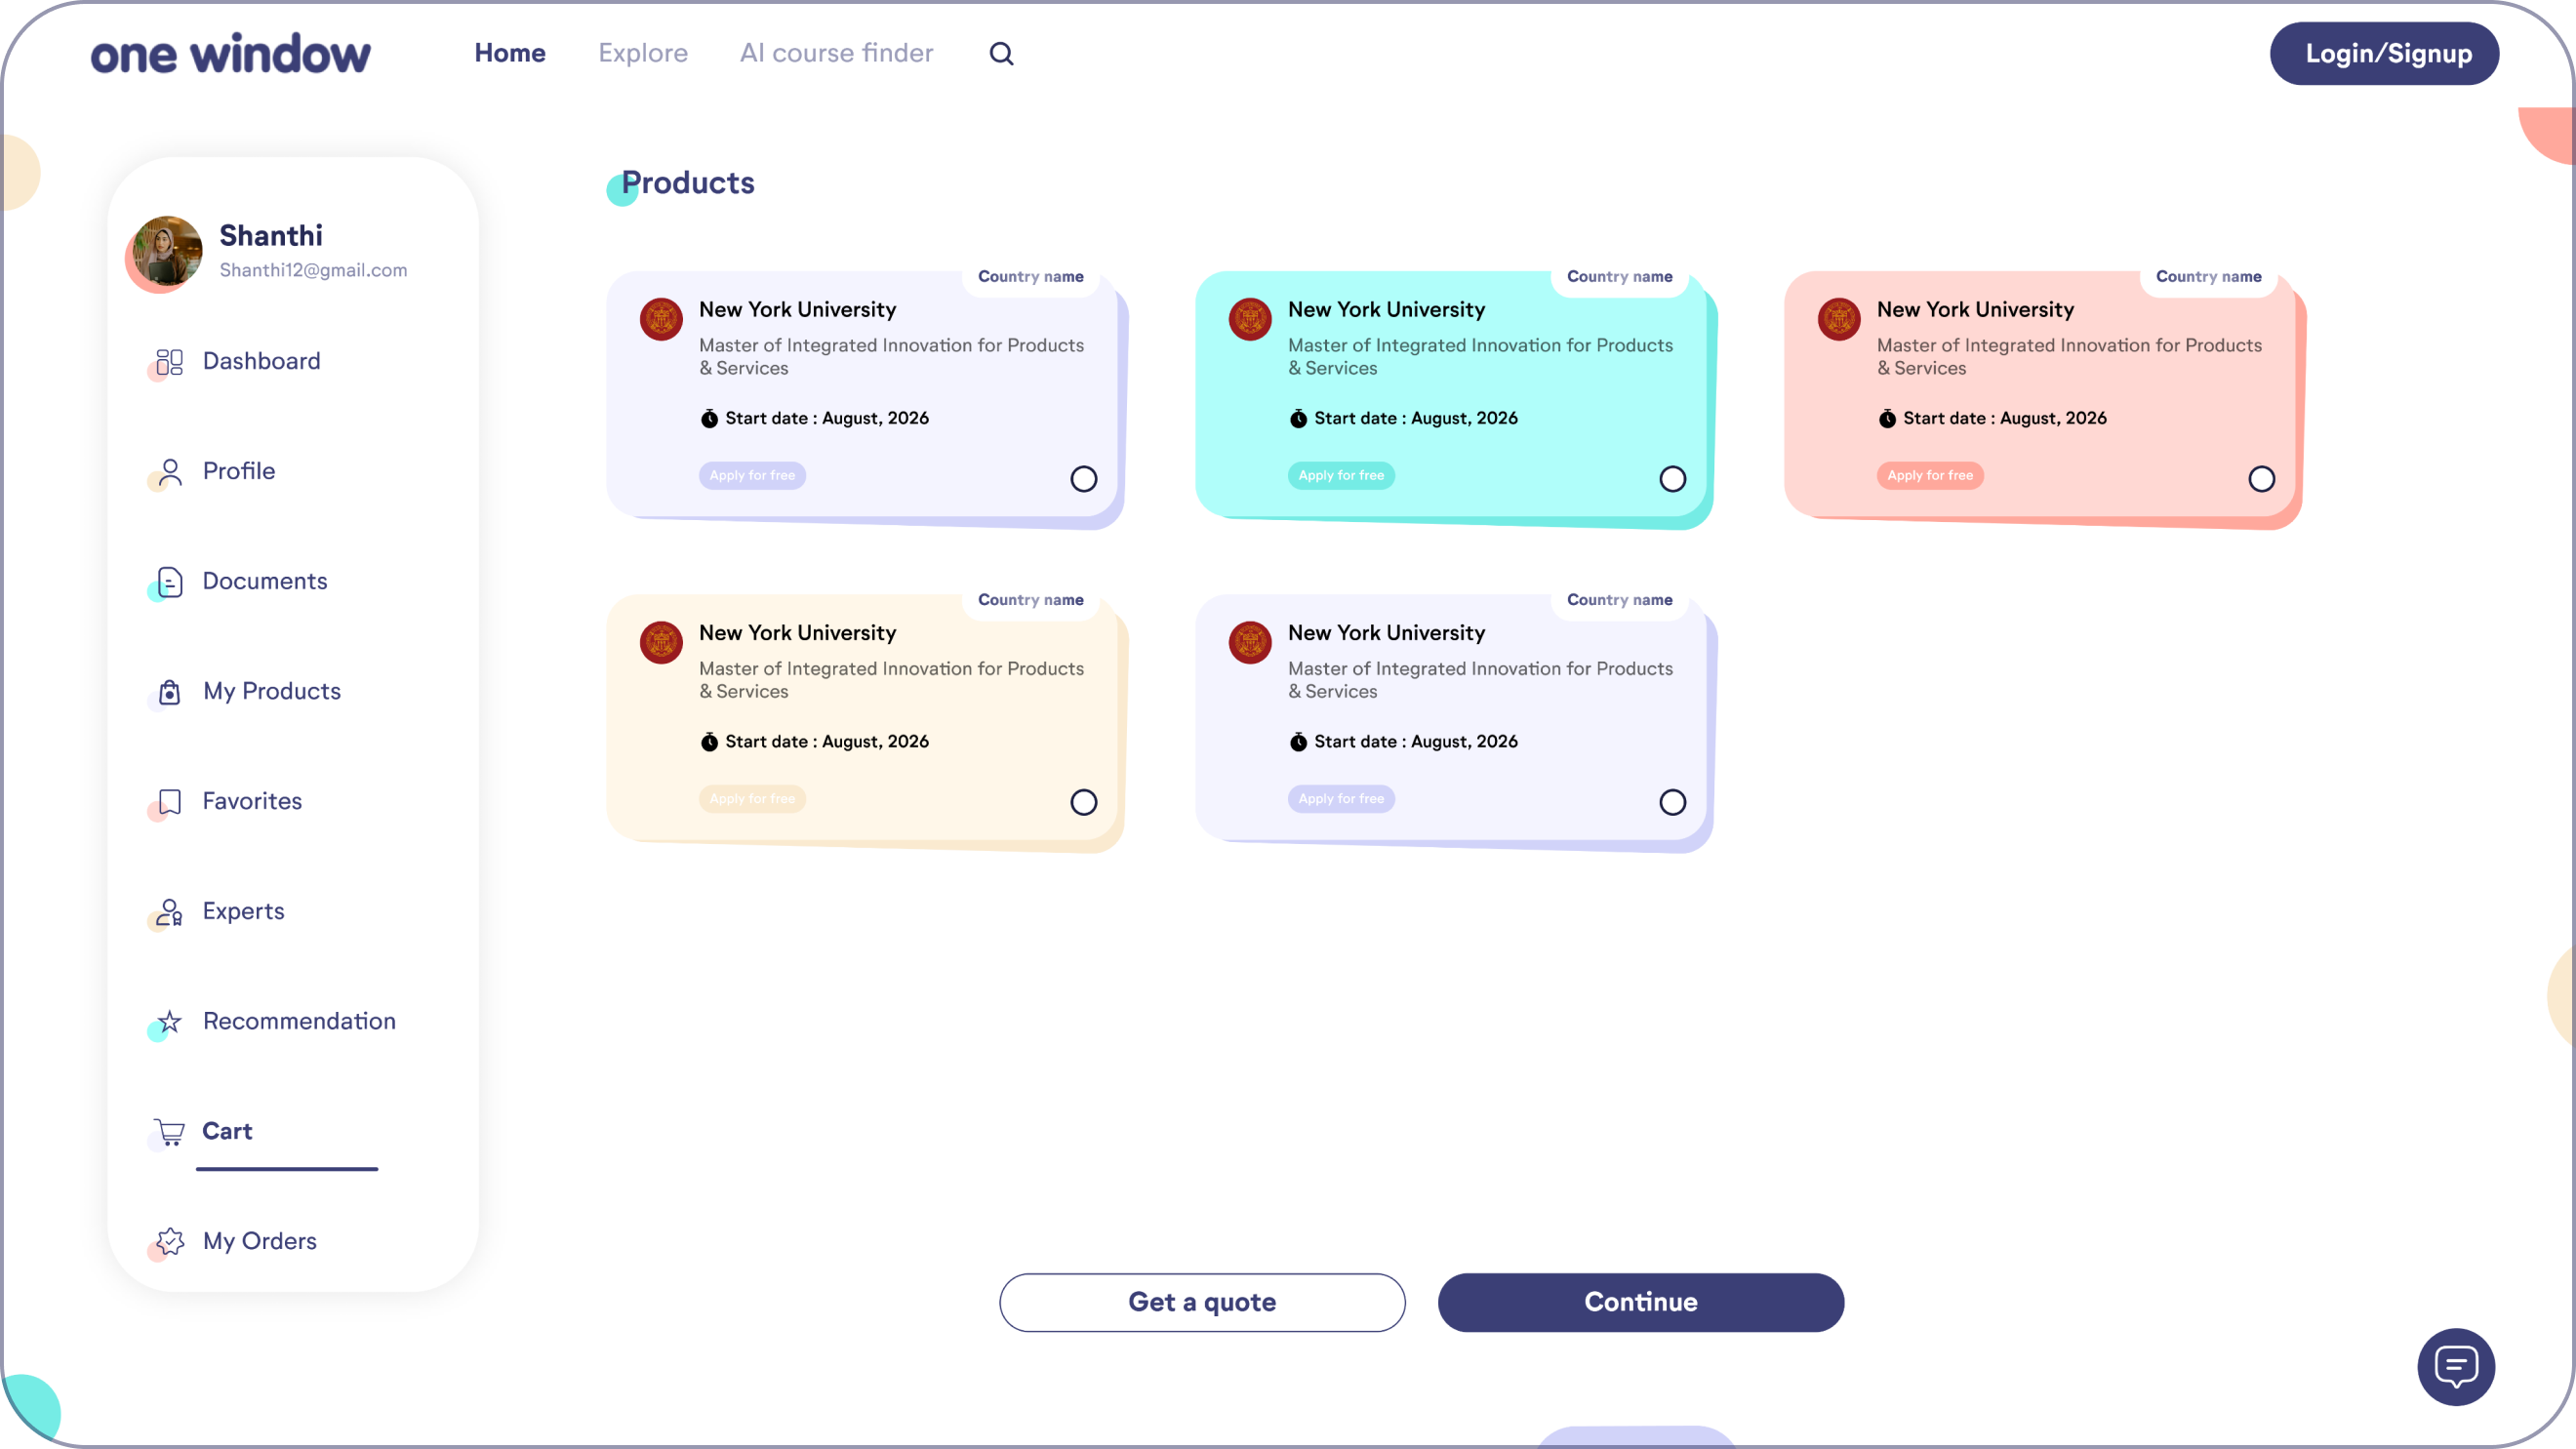 one window
Home
Explore
AI course finder
Login/Signup
Shanthi
Shanthi12@gmail.com
Dashboard
Profile
Documents
My Products
Favorites
Experts
Recommendation
Cart
My Orders
Products
Country name
New York University
Master of Integrated Innovation for Products
& Services
Start date : August, 2026
Apply for free
Country name
New York University
Master of Integrated Innovation for Products
& Services
Start date : August, 2026
Apply for free
Country name
New York University
Master of Integrated Innovation for Products
& Services
Start date : August, 2026
Apply for free
Country name
New York University
Master of Integrated Innovation for Products
& Services
Start date : August, 2026
Apply for free
Country name
New York University
Master of Integrated Innovation for Products
& Services
Start date : August, 2026
Apply for free
Get a quote
Continue